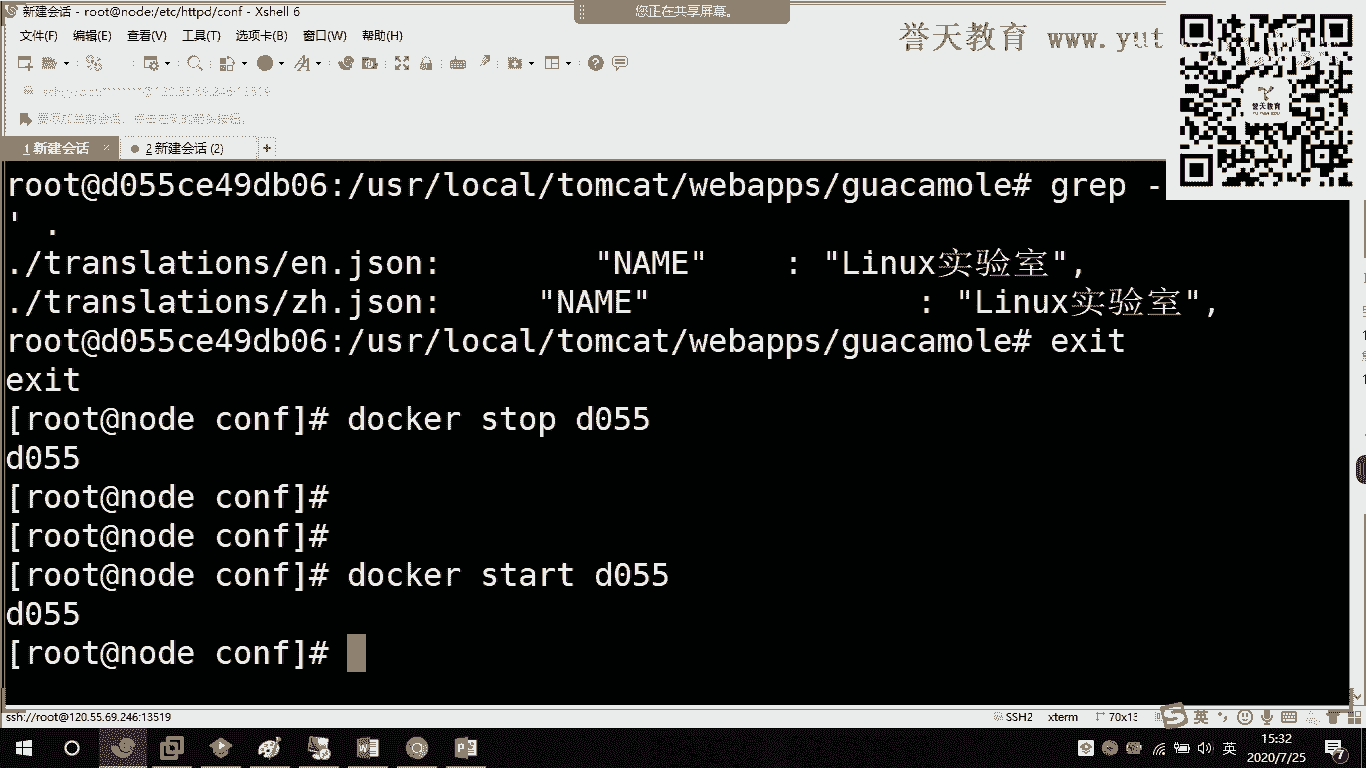 新建会话 - root@node:/etc/httpd/conf - Xshell 6
您正在共享屏幕。
文件(F) 编辑(E) 查看(V) 工具(T) 选项卡(B) 窗口(W) 帮助(H)
誉天教育 www.yut
誉天教育
1 新建会话 × 2 新建会话 (2) +
root@d055ce49db06:/usr/local/tomcat/webapps/guacamole# grep -
' .
./translations/en.json: "NAME" : "Linux实验室",
./translations/zh.json: "NAME" : "Linux实验室",
root@d055ce49db06:/usr/local/tomcat/webapps/guacamole# exit
exit
[root@node conf]# docker stop d055
d055
[root@node conf]#
[root@node conf]#
[root@node conf]# docker start d055
d055
[root@node conf]#
ssh://root@120.55.69.246:13519 SSH2 xterm 70x13
英
英 15:32
2020/7/25
7